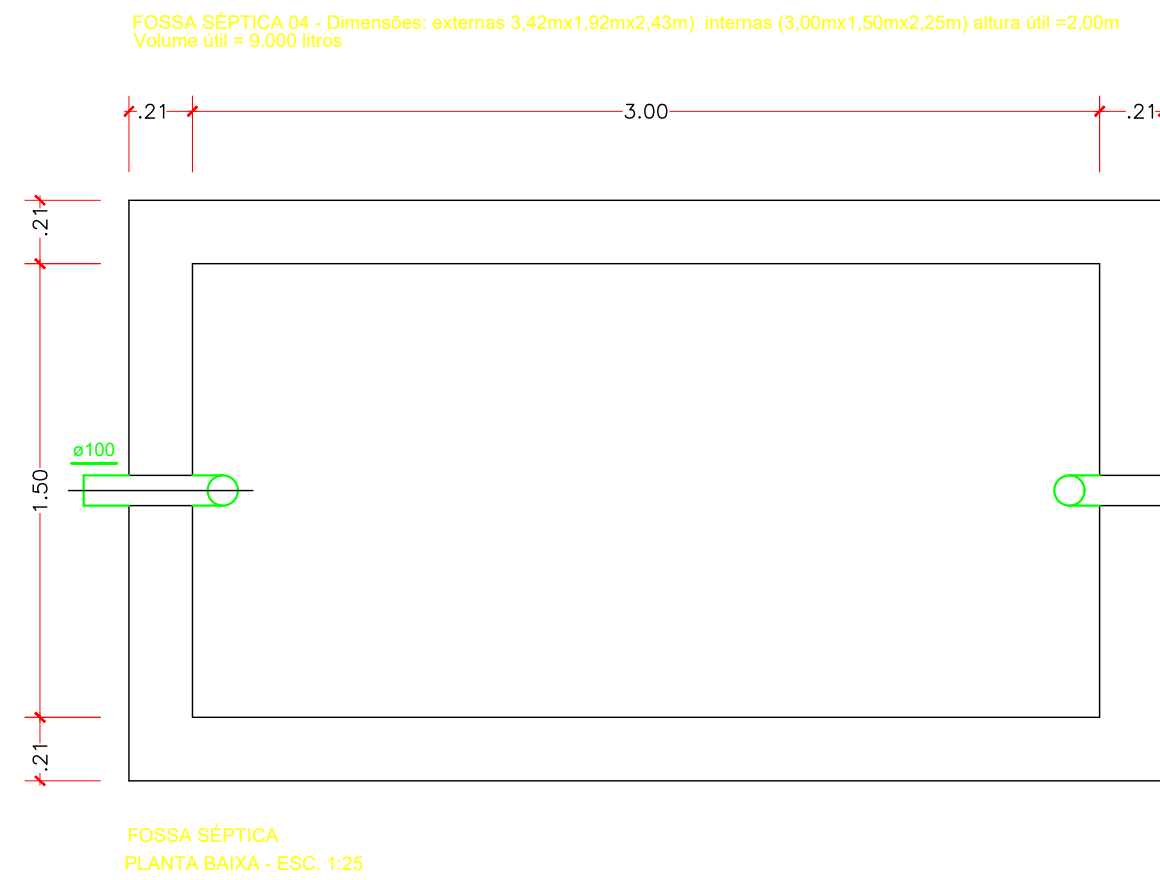 FOSSA SÉPTICA 04 - Dimensões: externas 3,42mx1,92mx2,43m) internas (3,00mx1,50mx2,25m) altura útil =2,00m
Volume útil = 9.000 litros
.21 3.00 .21
.21
ø100
1.50
.21
FOSSA SÉPTICA
PLANTA BAIXA - ESC. 1:25